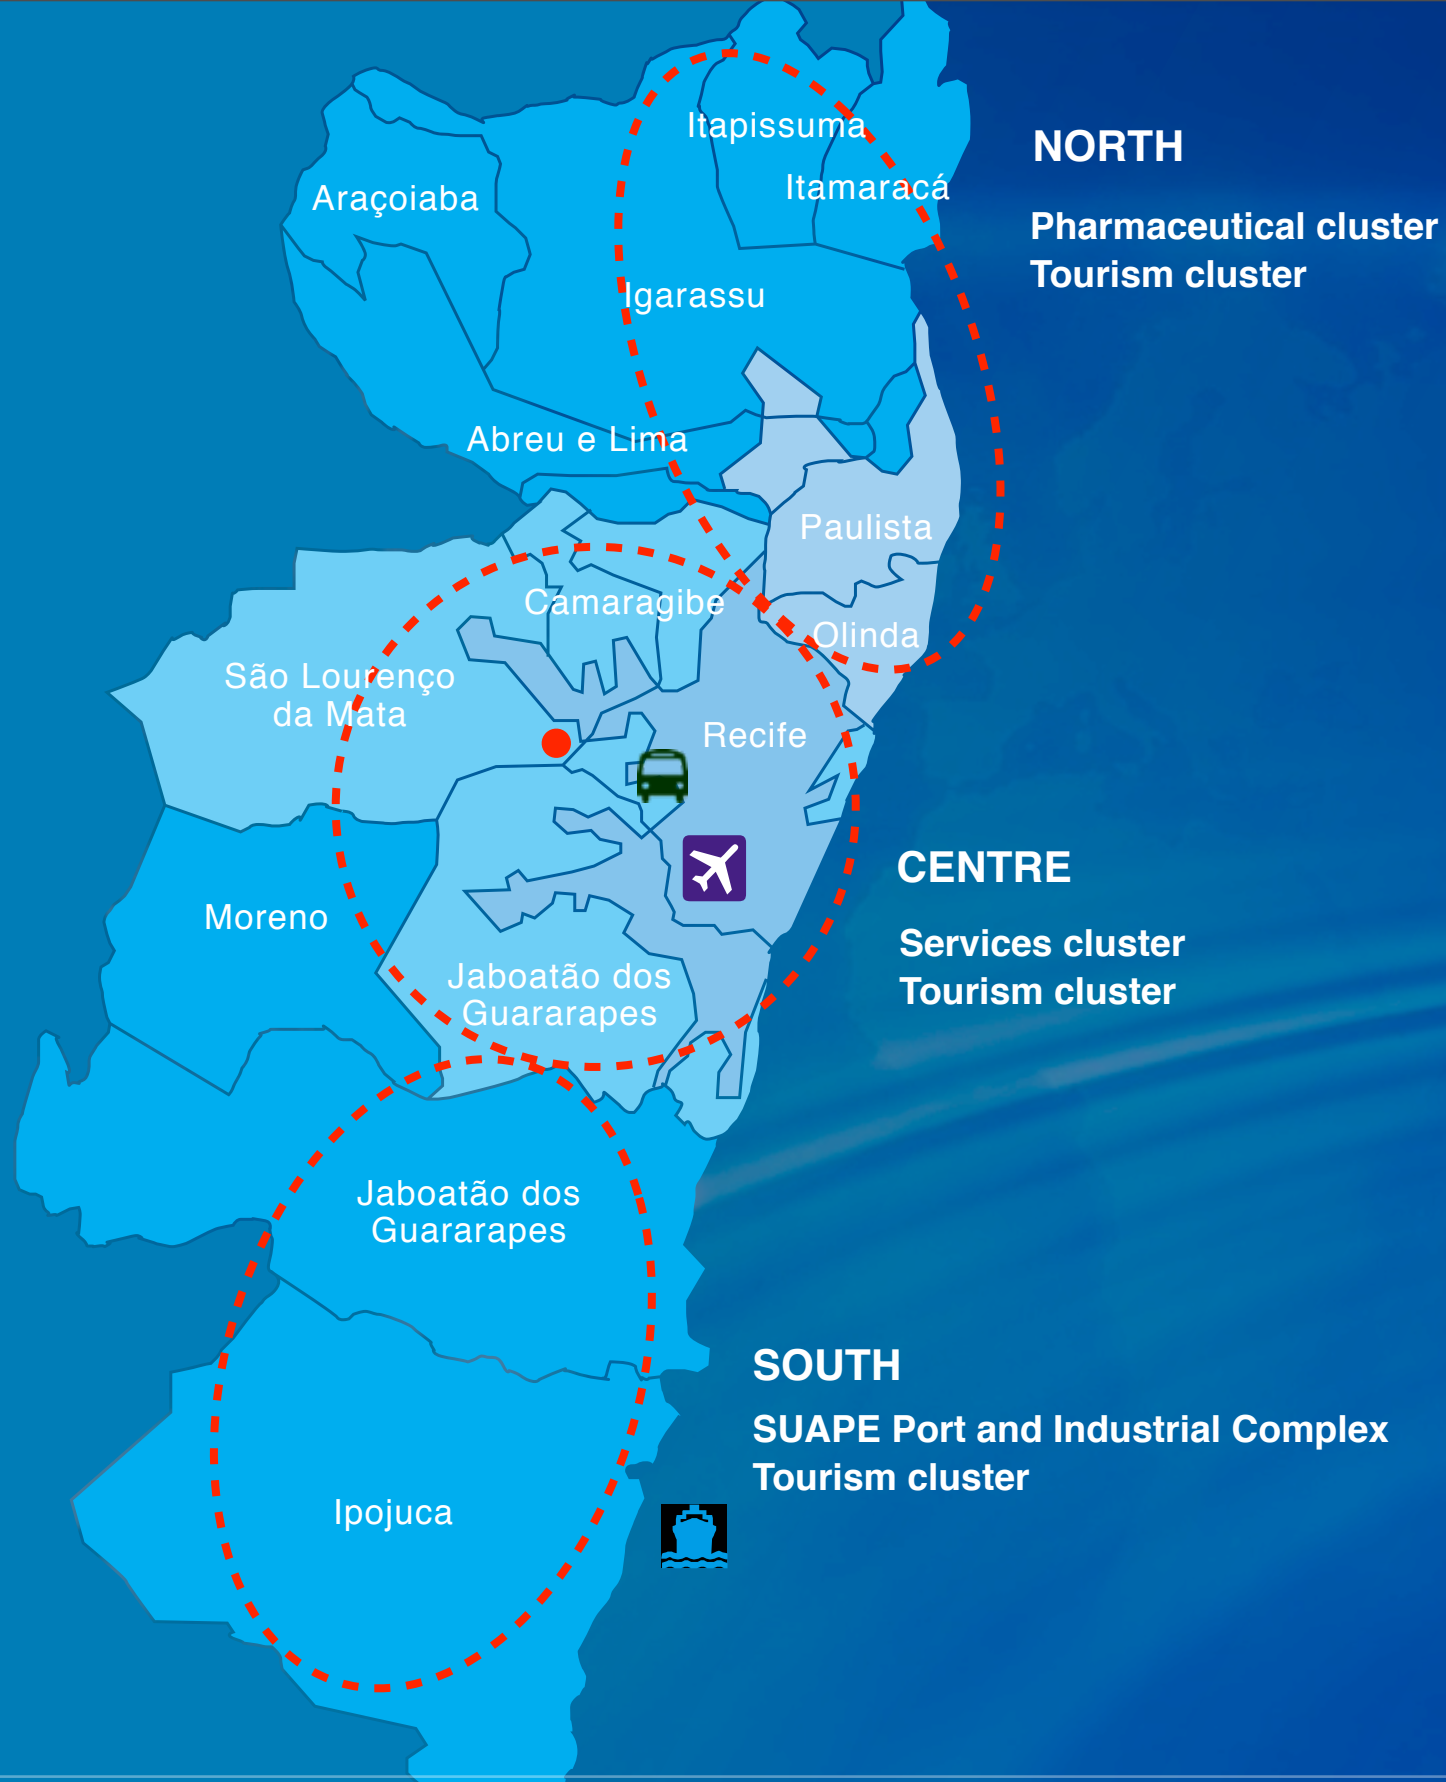 Itapissuma
NORTH
Itamaracá
Araçoiaba
Pharmaceutical cluster
Tourism cluster
Igarassu
Abreu e Lima
Paulista
Camaragibe
Olinda
São Lourenço
da Mata
Recife
CENTRE
Moreno
Services cluster
Tourism cluster
Jaboatão dos
Guararapes
Jaboatão dos
Guararapes
SOUTH
SUAPE Port and Industrial Complex
Tourism cluster
Ipojuca